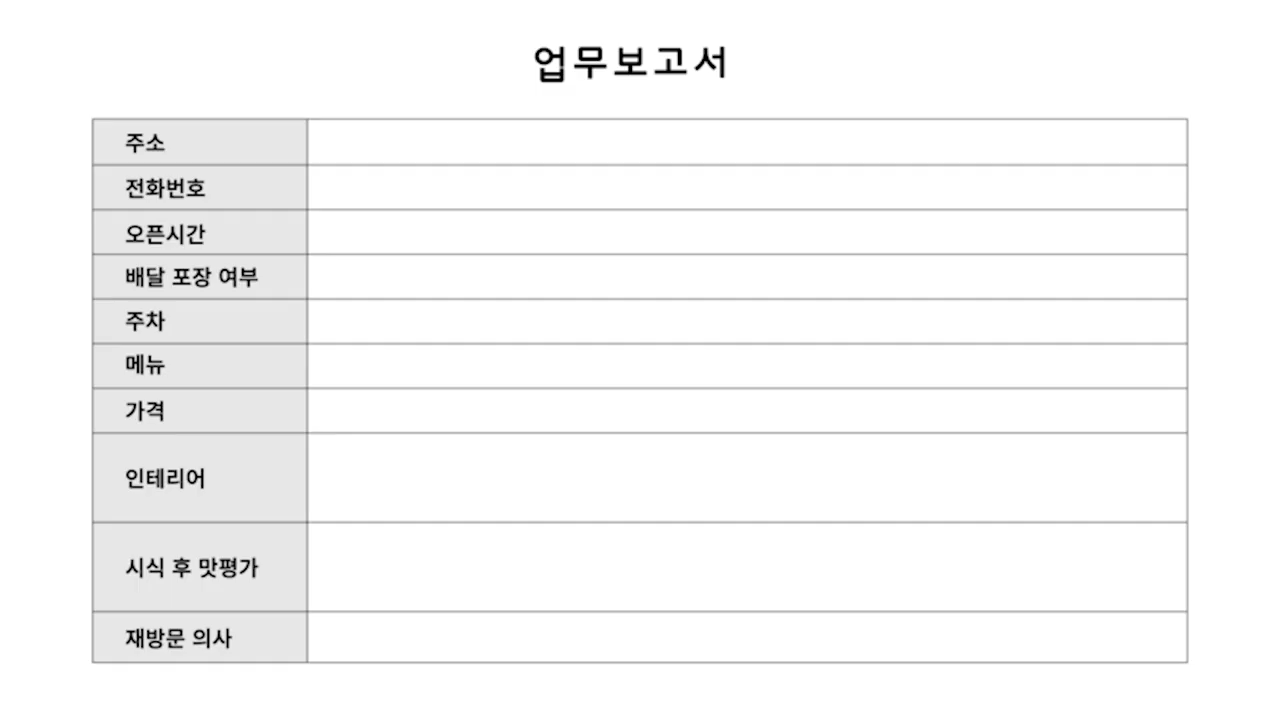 업무보고서
주소
전화번호
오픈시간
배달 포장 여부
주차
메뉴
가격
인테리어
시식 후 맛평가
재방문 의사